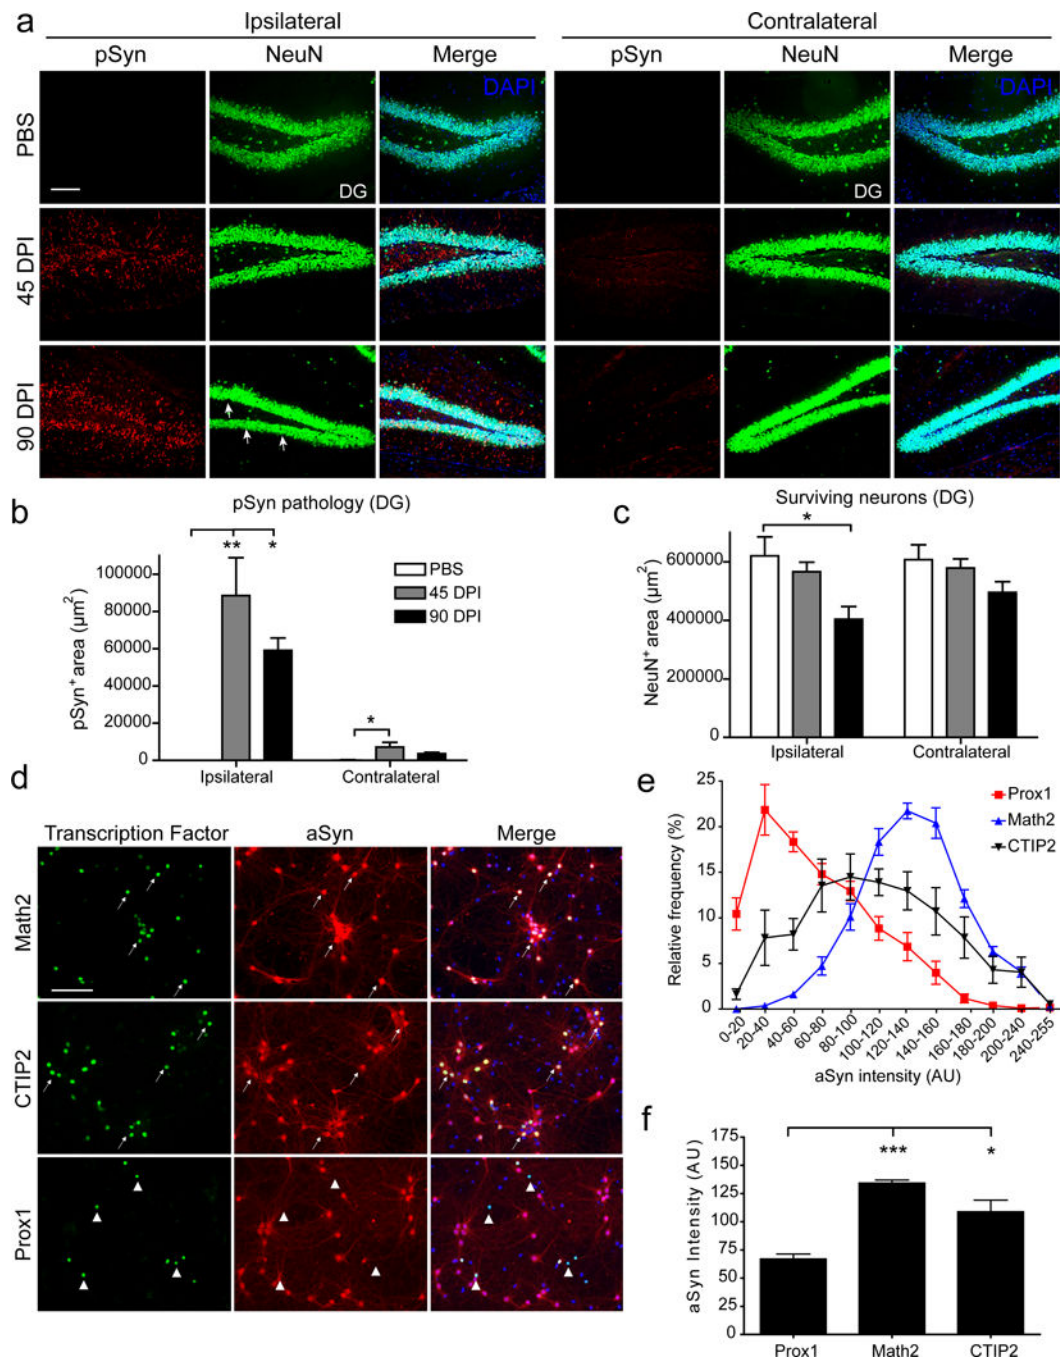 a
Ipsilateral
Contralateral
pSyn NeuN Merge pSyn NeuN Merge
PBS
DAPI
DAPI
DG
DG
45 DPI
90 DPI
b
pSyn pathology (DG)
pSyn+ area (µm²)
100000
80000
60000
40000
20000
0
** *
*
PBS
45 DPI
90 DPI
Ipsilateral Contralateral
c
Surviving neurons (DG)
NeuN+ area (µm²)
600000
400000
200000
0
*
Ipsilateral Contralateral
d
Transcription Factor aSyn Merge
Math2
CTIP2
Prox1
e
Relative frequency (%)
25
20
15
10
5
0
Prox1
Math2
CTIP2
0-20 20-40 40-60 60-80 80-100 100-120 120-140 140-160 160-180 180-200 200-240 240-255
aSyn intensity (AU)
f
aSyn Intensity (AU)
175
150
125
100
75
50
25
0
*** *
Prox1 Math2 CTIP2